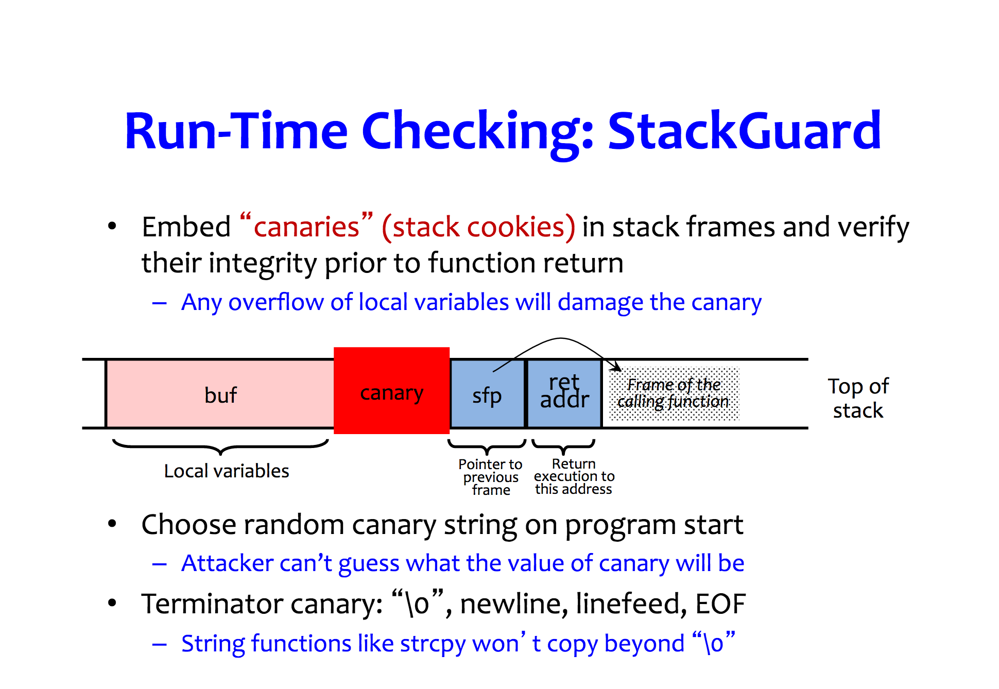 Run-Time Checking: StackGuard
• Embed “canaries” (stack cookies) in stack frames and verify
their integrity prior to function return
– Any overflow of local variables will damage the canary
buf
canary
sfp
ret
addr
Frame of the
calling function
Top of
stack
Local variables
Pointer to
previous
frame
Return
execution to
this address
• Choose random canary string on program start
– Attacker can’t guess what the value of canary will be
• Terminator canary: “\0”, newline, linefeed, EOF
– String functions like strcpy won’ t copy beyond “\0”